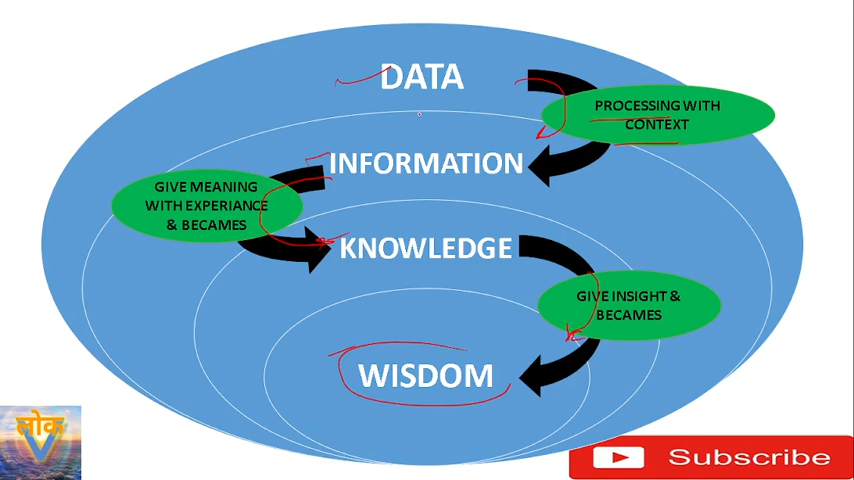 DATA
PROCESSING WITH
CONTEXT
INFORMATION
GIVE MEANING
WITH EXPERIANCE
& BECAMES
KNOWLEDGE
GIVE INSIGHT &
BECAMES
WISDOM
लोक
V
Subscribe